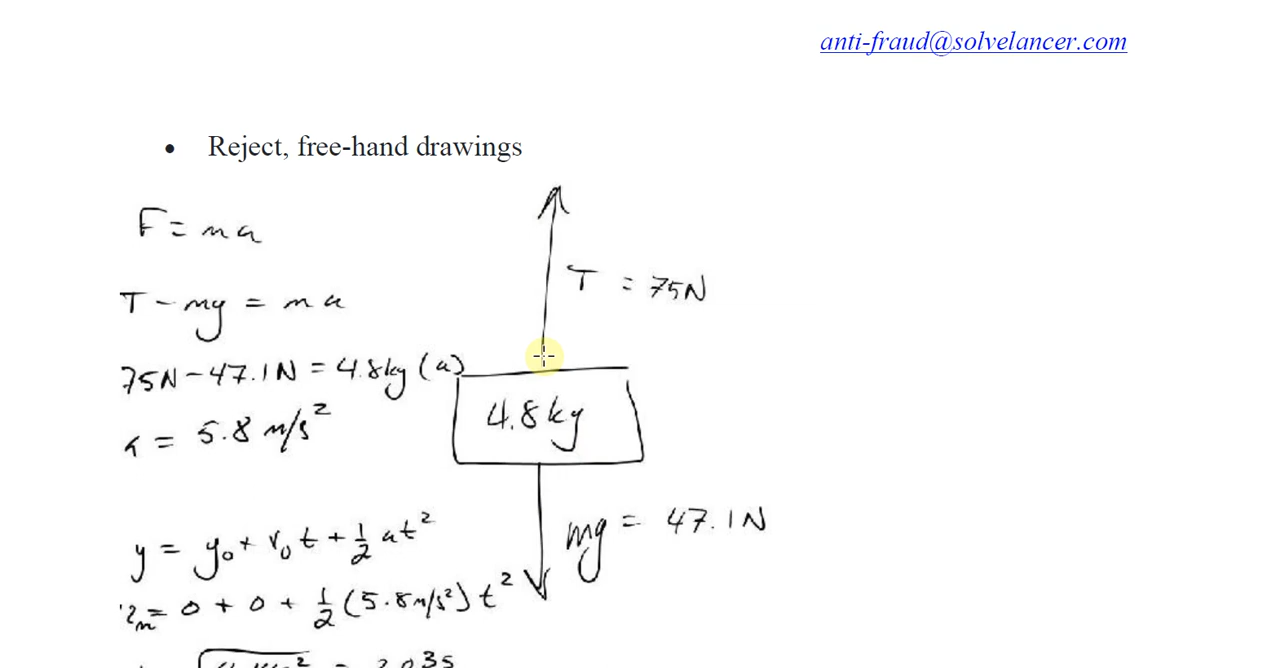 anti-fraud@solvelancer.com
• Reject, free-hand drawings
F = ma
T = 75N
T - mg = ma
75N - 47.1N = 4.8kg (a)
4.8kg
a = 5.8 m/s²
mg = 47.1N
y = y₀ + v₀t + ½at²
= 0 + 0 + ½(5.8m/s²)t²